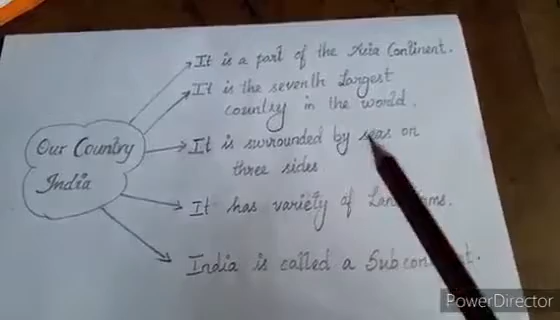 It is a part of the Asia Continent.
It is the seventh Largest
country in the world.
Our Country
India
It is surrounded by seas on
three sides
It has variety of
India is called a
PowerDirector